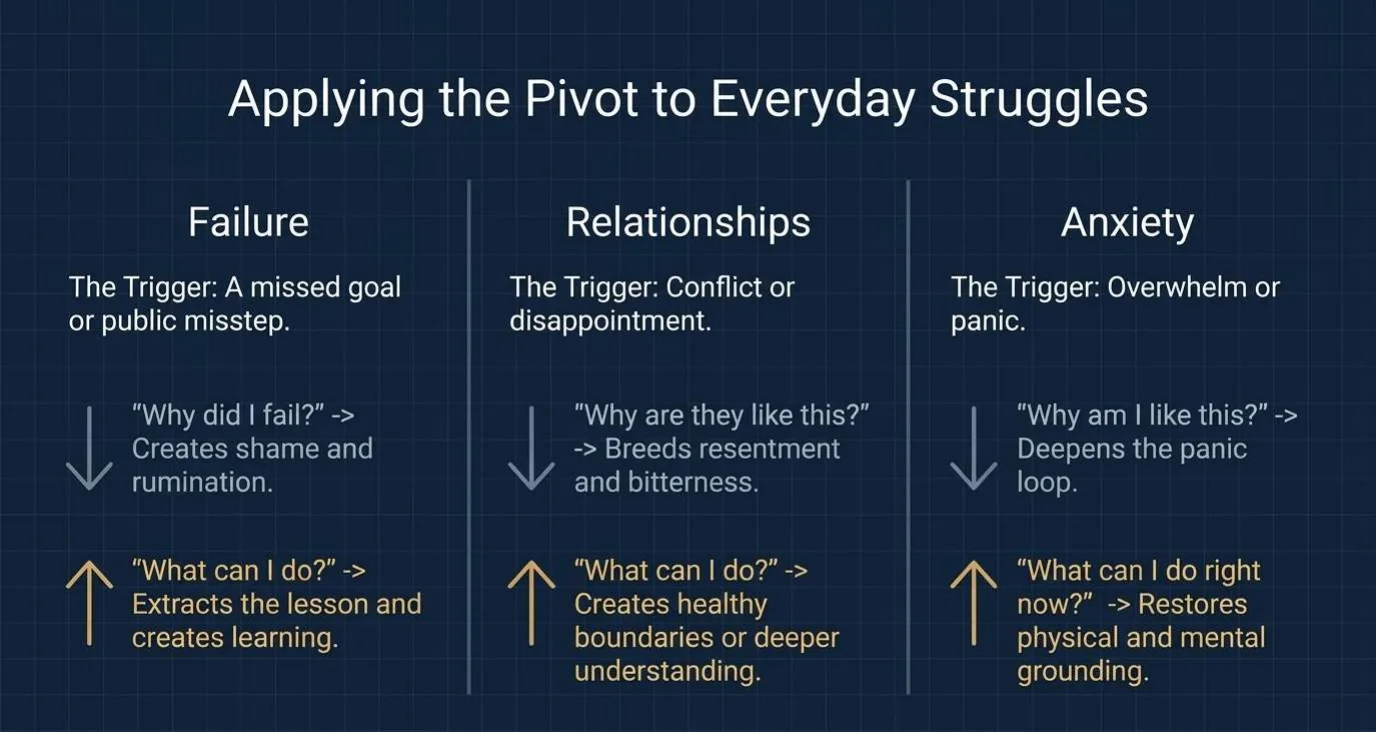 Applying the Pivot to Everyday Struggles
Failure
The Trigger: A missed goal
or public misstep.
“Why did I fail?” ->
Creates shame and
rumination.
“What can I do?” ->
Extracts the lesson and
creates learning.
Relationships
The Trigger: Conflict or
disappointment.
“Why are they like this?”
-> Breeds resentment
and bitterness.
“What can I do?” ->
Creates healthy
boundaries or deeper
understanding.
Anxiety
The Trigger: Overwhelm or
panic.
“Why am I like this?” ->
Deepens the panic
loop.
“What can I do right
now?”  -> Restores
physical and mental
grounding.